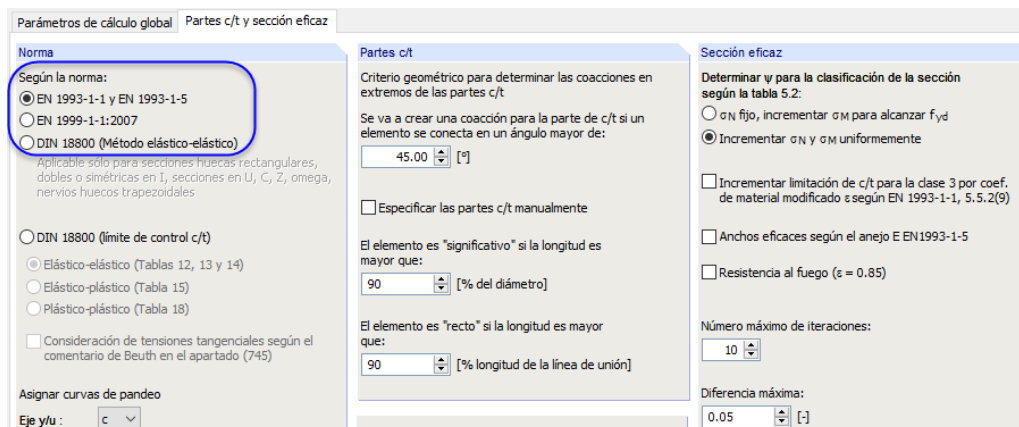 Parámetros de cálculo global
Partes c/t y sección eficaz
Norma
Según la norma:
EN 1993-1-1 y EN 1993-1-5
EN 1999-1-1:2007
DIN 18800 (Método elástico-elástico)
Aplicable sólo para secciones huecas rectangulares,
dobles o simétricas en I, secciones en U, C, Z, omega,
nervios huecos trapezoidales
DIN 18800 (límite de control c/t)
Elástico-elástico (Tablas 12, 13 y 14)
Elástico-plástico (Tabla 15)
Plástico-plástico (Tabla 18)
Consideración de tensiones tangenciales según el
comentario de Beuth en el apartado (745)
Asignar curvas de pandeo
Eje y/u : c
Partes c/t
Criterio geométrico para determinar las coacciones en
extremos de las partes c/t
Se va a crear una coacción para la parte de c/t si un
elemento se conecta en un ángulo mayor de:
45.00 [°]
Especificar las partes c/t manualmente
El elemento es "significativo" si la longitud es
mayor que:
90 [% del diámetro]
El elemento es "recto" si la longitud es mayor
que:
90 [% longitud de la línea de unión]
Sección eficaz
Determinar ψ para la clasificación de la sección
según la tabla 5.2:
σN fijo, incrementar σM para alcanzar fyd
Incrementar σN y σM uniformemente
Incrementar limitación de c/t para la clase 3 por coef.
de material modificado ε según EN 1993-1-1, 5.5.2(9)
Anchos eficaces según el anejo E EN1993-1-5
Resistencia al fuego (ε = 0.85)
Número máximo de iteraciones:
10
Diferencia máxima:
0.05 [-]